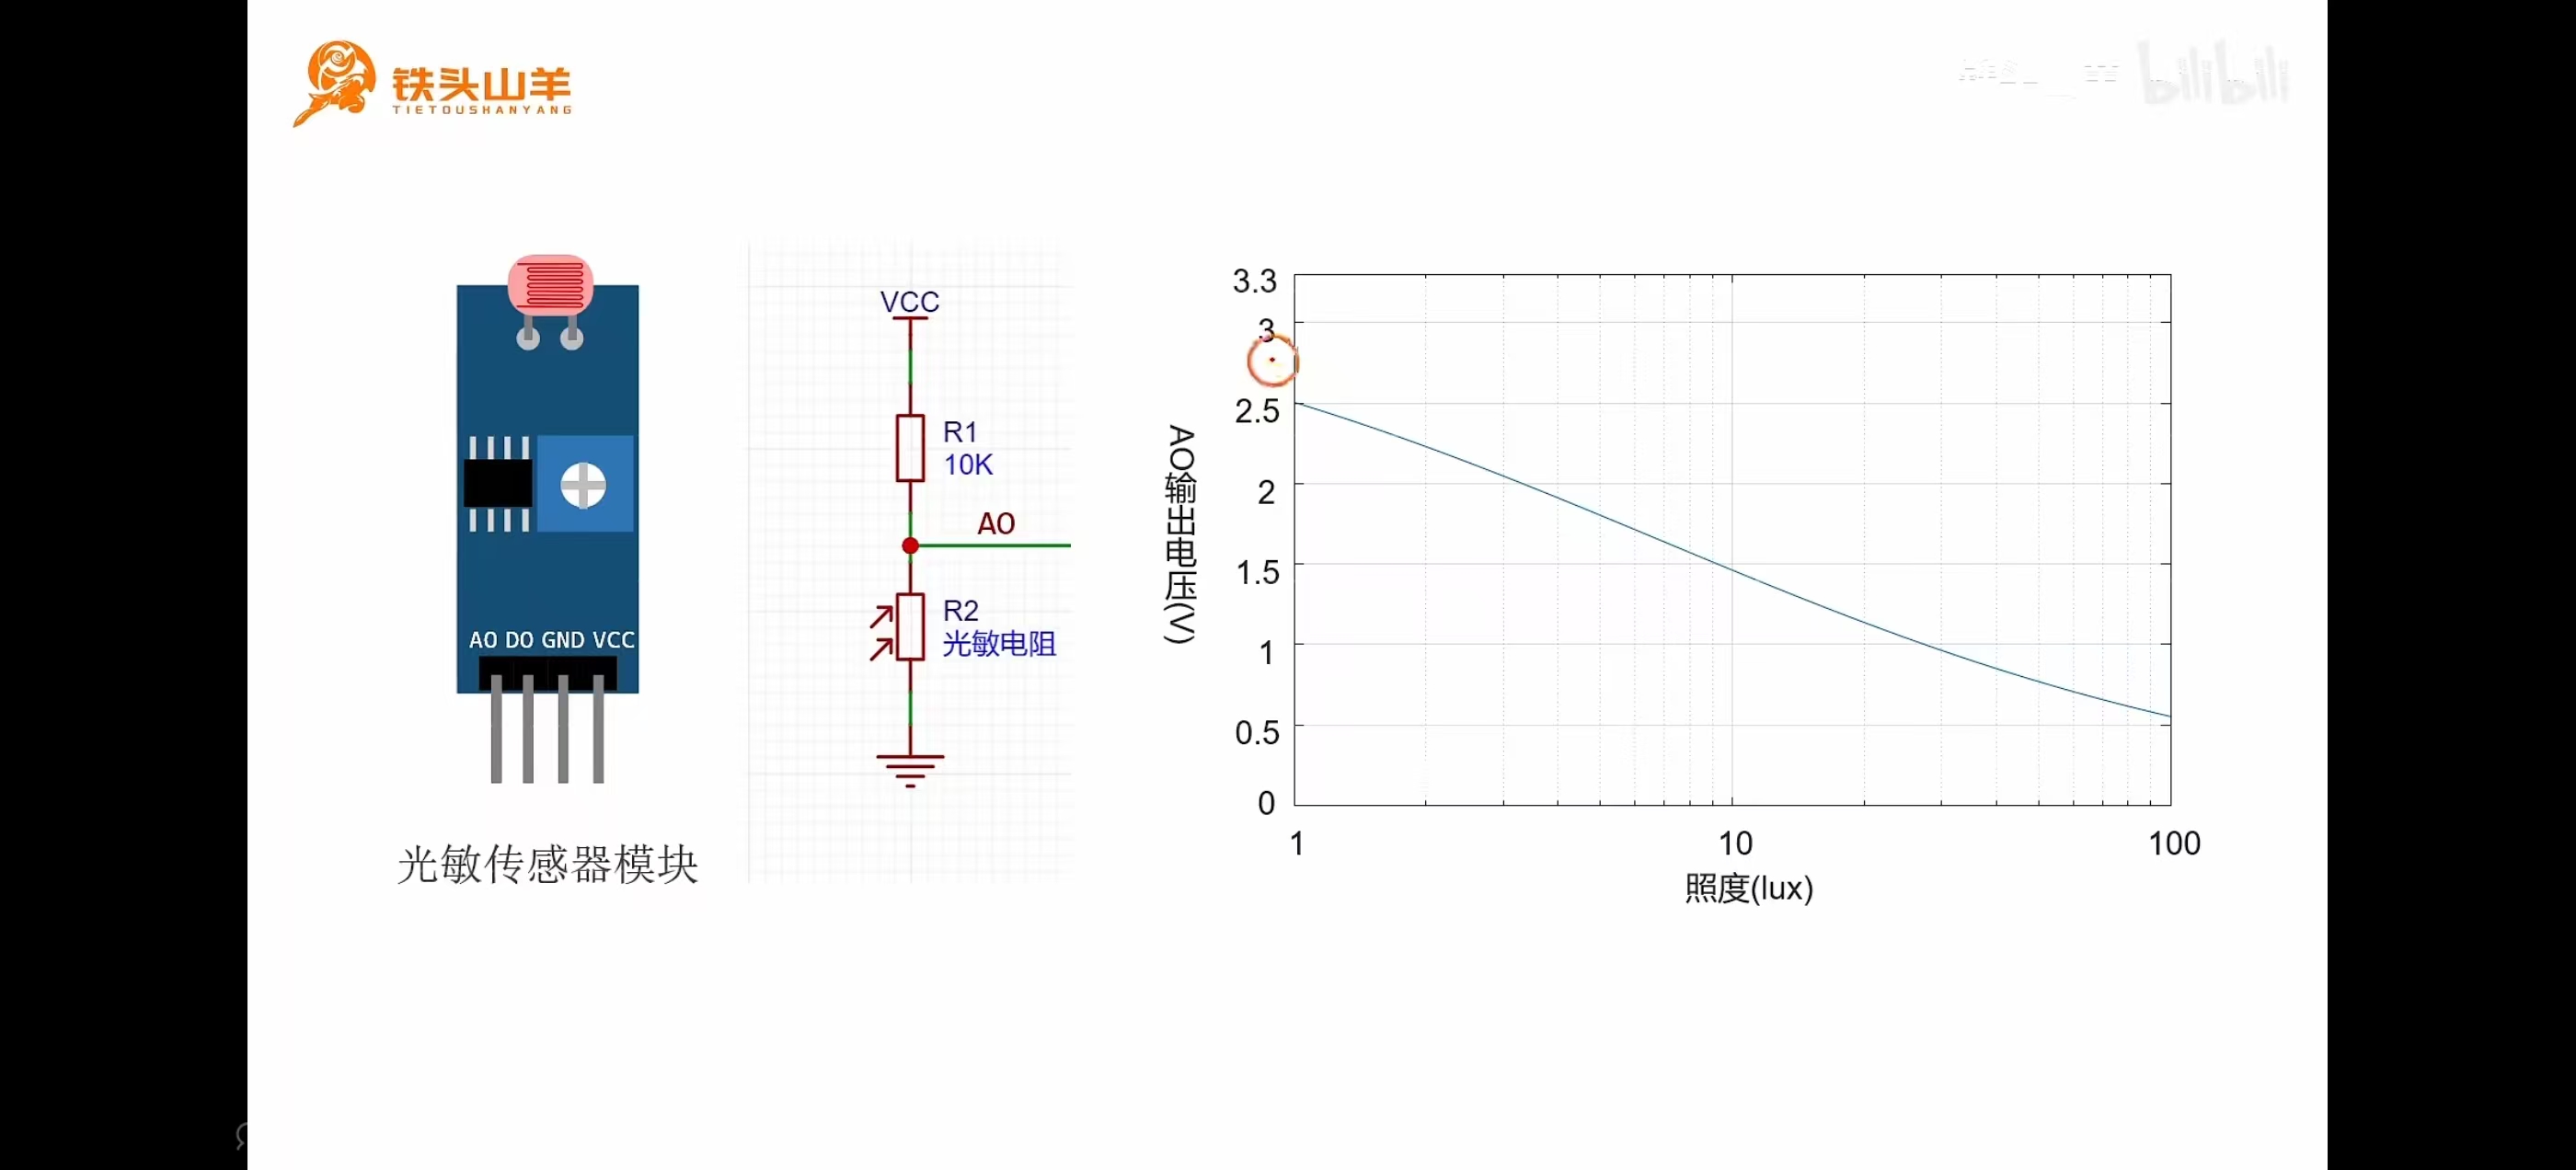 铁头山羊
TIETOUSHANYANG
bilibili
AO DO GND VCC
光敏传感器模块
VCC
R1
10K
AO
R2
光敏电阻
AO输出电压(V)
3.3
3
2.5
2
1.5
1
0.5
0
1
10
100
照度(lux)